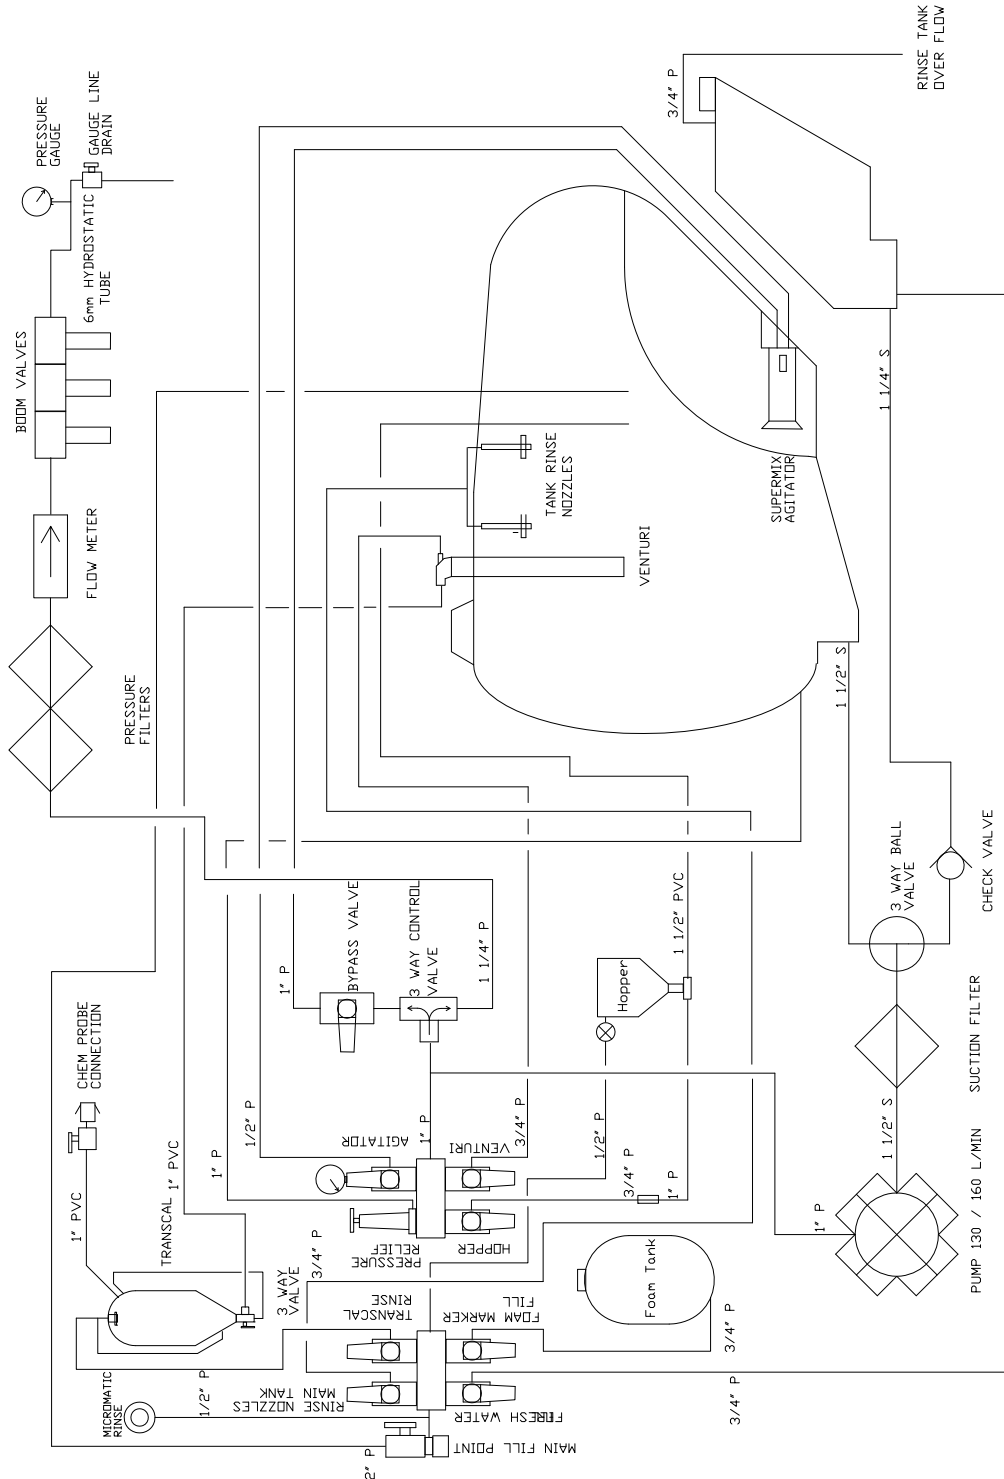 PRESSURE
GAUGE
GAUGE LINE
DRAIN
6mm HYDROSTATIC
TUBE
BOOM VALVES
FLOW METER
PRESSURE
FILTERS
RINSE TANK
OVER FLOW
3/4" P
TANK RINSE
NOZZLES
VENTURI
SUPERMIX
AGITATOR
1 1/4" S
1 1/2" S
3 WAY BALL
VALVE
CHECK VALVE
SUCTION FILTER
1 1/2" S
PUMP 130 / 160 L/MIN
1" P
BYPASS VALVE
3 WAY CONTROL
VALVE
1" P
1 1/4" P
1 1/2" PVC
Hopper
CHEM PROBE
CONNECTION
1" PVC
TRANSCAL
1" PVC
1" P
1/2" P
AGITATOR
1" P
VENTURI
3/4" P
1/2" P
3/4" P
1" P
HOPPER
PRESSURE
RELIEF
3/4" P
3 WAY
VALVE
TRANSCAL
RINSE
FOAM MARKER
FILL
Foam Tank
3/4" P
3/4" P
1/2" P
RINSE NOZZLES
MAIN TANK
FRESH WATER
FILL
MICROMATIC
RINSE
MAIN FILL POINT
2" P